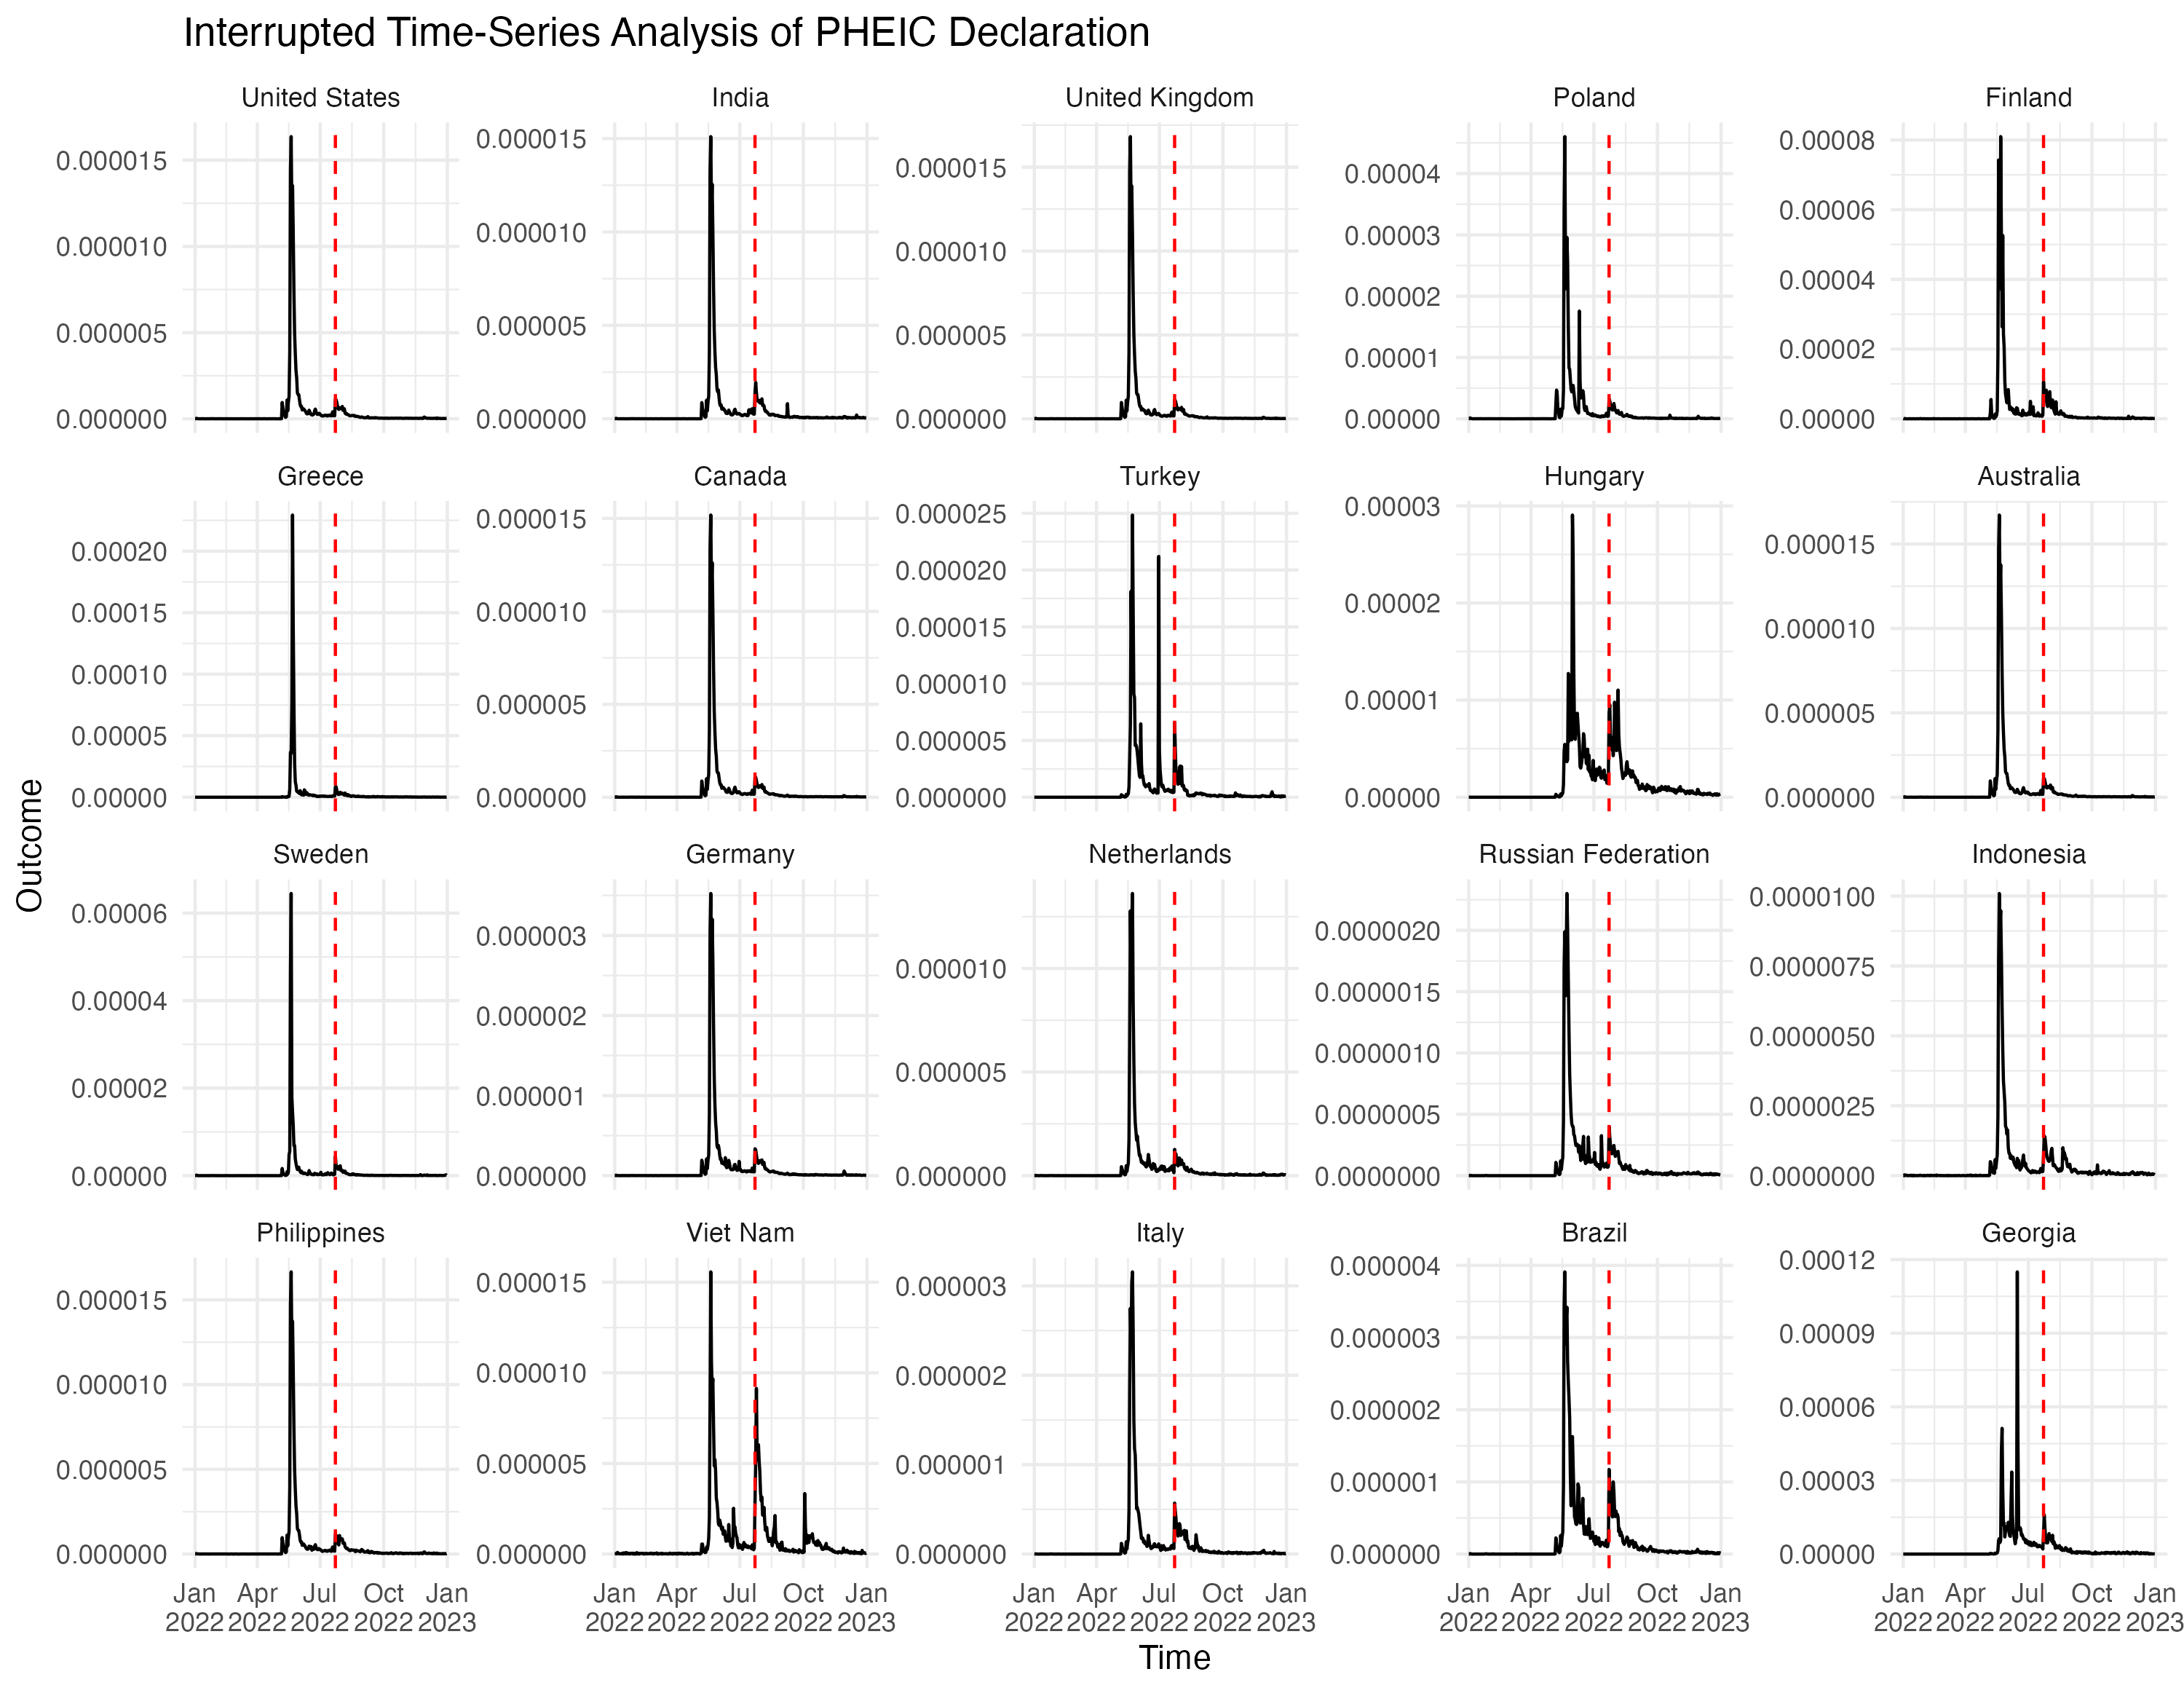 Interrupted Time-Series Analysis of PHEIC Declaration
United States
India
United Kingdom
Poland
Finland
0.000015
0.000010
0.000005
0.000000
0.000015
0.000010
0.000005
0.000000
0.000015
0.000010
0.000005
0.000000
0.00004
0.00003
0.00002
0.00001
0.00000
0.00008
0.00006
0.00004
0.00002
0.00000
Greece
Canada
Turkey
Hungary
Australia
0.00020
0.00015
0.00010
0.00005
0.00000
0.000015
0.000010
0.000005
0.000000
0.000025
0.000020
0.000015
0.000010
0.000005
0.000000
0.00003
0.00002
0.00001
0.00000
0.000015
0.000010
0.000005
0.000000
Outcome
Sweden
Germany
Netherlands
Russian Federation
Indonesia
0.00006
0.00004
0.00002
0.00000
0.000003
0.000002
0.000001
0.000000
0.000010
0.000005
0.000000
0.0000020
0.0000015
0.0000010
0.0000005
0.0000000
0.0000100
0.0000075
0.0000050
0.0000025
0.0000000
Philippines
Viet Nam
Italy
Brazil
Georgia
0.000015
0.000010
0.000005
0.000000
0.000015
0.000010
0.000005
0.000000
0.000003
0.000002
0.000001
0.000000
0.000004
0.000003
0.000002
0.000001
0.000000
0.00012
0.00009
0.00006
0.00003
0.00000
Jan Apr Jul Oct Jan
2022 2022 2022 2022 2023
Jan Apr Jul Oct Jan
2022 2022 2022 2022 2023
Jan Apr Jul Oct Jan
2022 2022 2022 2022 2023
Jan Apr Jul Oct Jan
2022 2022 2022 2022 2023
Jan Apr Jul Oct Jan
2022 2022 2022 2022 2023
Time